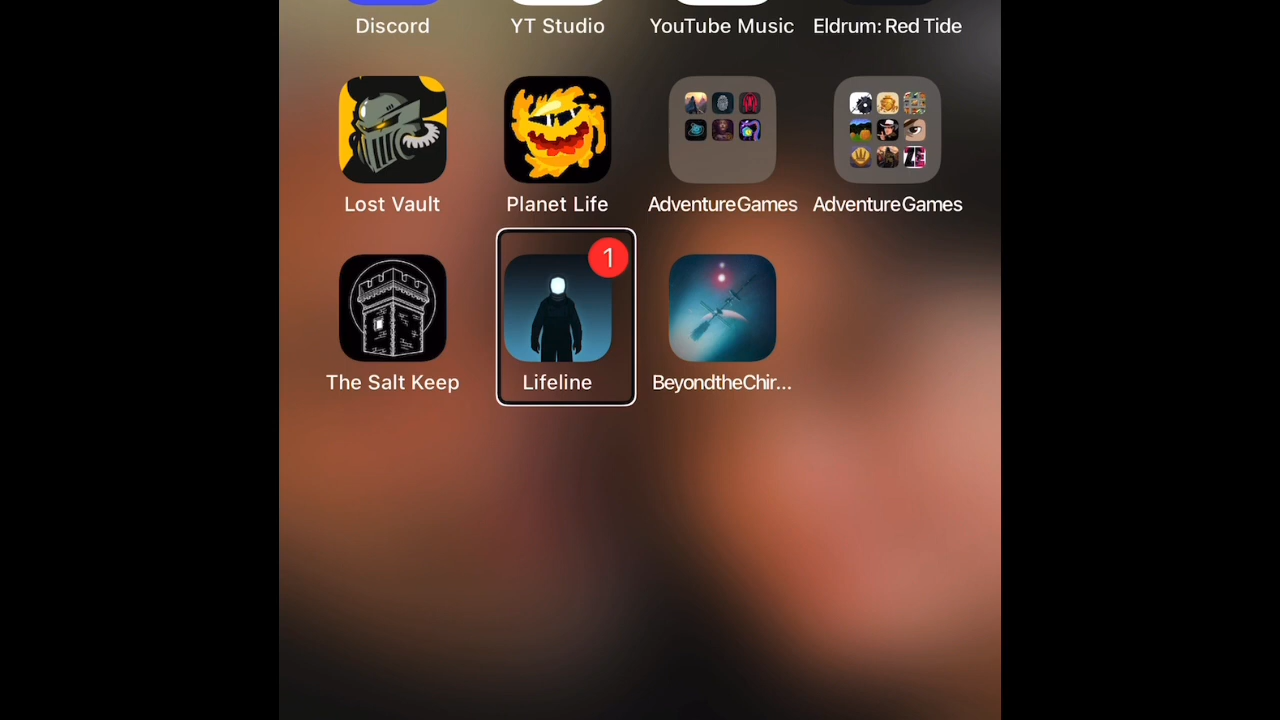 Discord
YT Studio
YouTube Music
Eldrum: Red Tide
Lost Vault
Planet Life
AdventureGames
AdventureGames
1
The Salt Keep
Lifeline
BeyondtheChir...